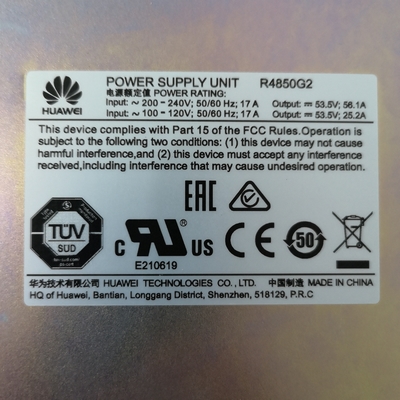 POWER SUPPLY UNIT R4850G2
电源额定值 POWER RATING:
HUAWEI
Input: ~ 200 - 240V; 50/60 Hz; 17 A Output: ⎓ 53.5V; 56.1A
Input: ~ 100 - 120V; 50/60 Hz; 17 A Output: ⎓ 53.5V; 25.2A
This device complies with Part 15 of the FCC Rules.Operation is
subject to the following two conditions: (1) this device may not cause
harmful interference,and (2) this device must accept any interference
received,including interference that may cause undesired operation.
EAC
TÜV
SUD
c RU US CE 50
E210619
华为技术有限公司 HUAWEI TECHNOLOGIES CO., LTD. 中国制造 MADE IN CHINA
HQ of Huawei, Bantian, Longgang District, Shenzhen, 518129, P.R.C